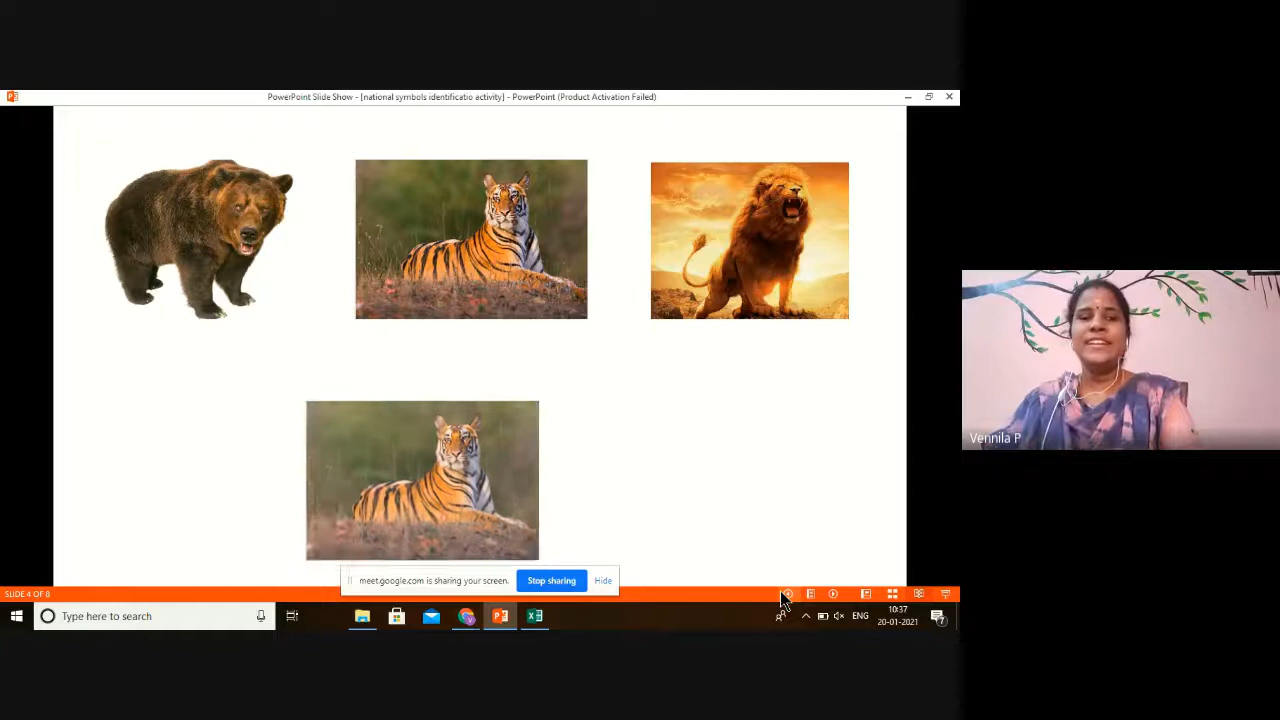 PowerPoint Slide Show - [national symbols identificatio activity] - PowerPoint (Product Activation Failed)
Vennila P
meet.google.com is sharing your screen.
Stop sharing
Hide
SLIDE 4 OF 8
Type here to search
ENG
10:37
20-01-2021
7